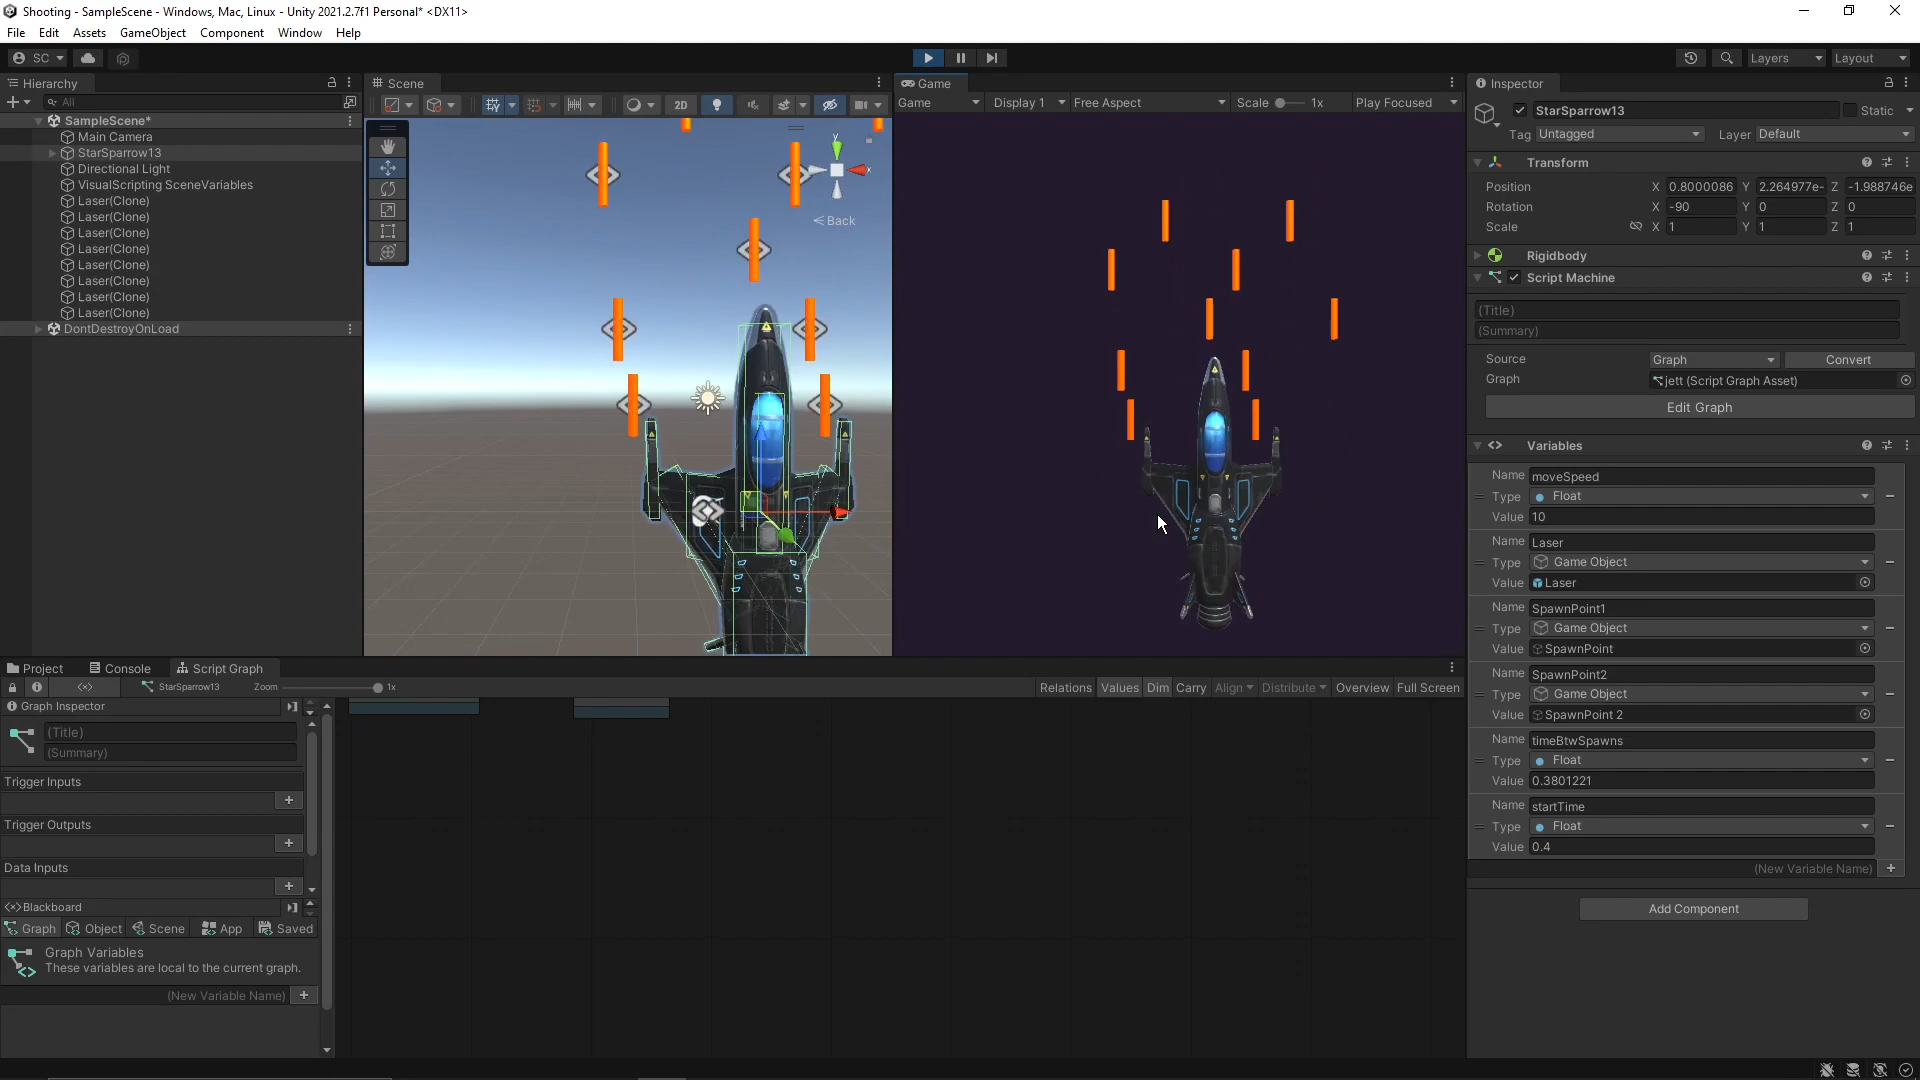 Shooting - SampleScene - Windows, Mac, Linux - Unity 2021.2.7f1 Personal* <DX11>
File Edit Assets GameObject Component Window Help
SC
Layers
Layout
Hierarchy
All
SampleScene*
Main Camera
StarSparrow13
Directional Light
VisualScripting SceneVariables
Laser(Clone)
Laser(Clone)
Laser(Clone)
Laser(Clone)
Laser(Clone)
Laser(Clone)
Laser(Clone)
Laser(Clone)
DontDestroyOnLoad
Scene
2D
y
x
< Back
Game
Game Display 1 Free Aspect Scale 1x Play Focused
Inspector
StarSparrow13 Static
Tag Untagged Layer Default
Transform
Position X 0.8000086 Y 2.264977e- Z -1.988746e
Rotation X -90 Y 0 Z 0
Scale X 1 Y 1 Z 1
Rigidbody
Script Machine
(Title)
(Summary)
Source Graph Convert
Graph jett (Script Graph Asset)
Edit Graph
Variables
Name moveSpeed
Type Float
Value 10
Name Laser
Type Game Object
Value Laser
Name SpawnPoint1
Type Game Object
Value SpawnPoint
Name SpawnPoint2
Type Game Object
Value SpawnPoint 2
Name timeBtwSpawns
Type Float
Value 0.3801221
Name startTime
Type Float
Value 0.4
(New Variable Name)
Add Component
Project Console Script Graph
StarSparrow13 Zoom 1x Relations Values Dim Carry Align Distribute Overview Full Screen
Graph Inspector
(Title)
(Summary)
Trigger Inputs
Trigger Outputs
Data Inputs
Blackboard
Graph Object Scene App Saved
Graph Variables
These variables are local to the current graph.
(New Variable Name)